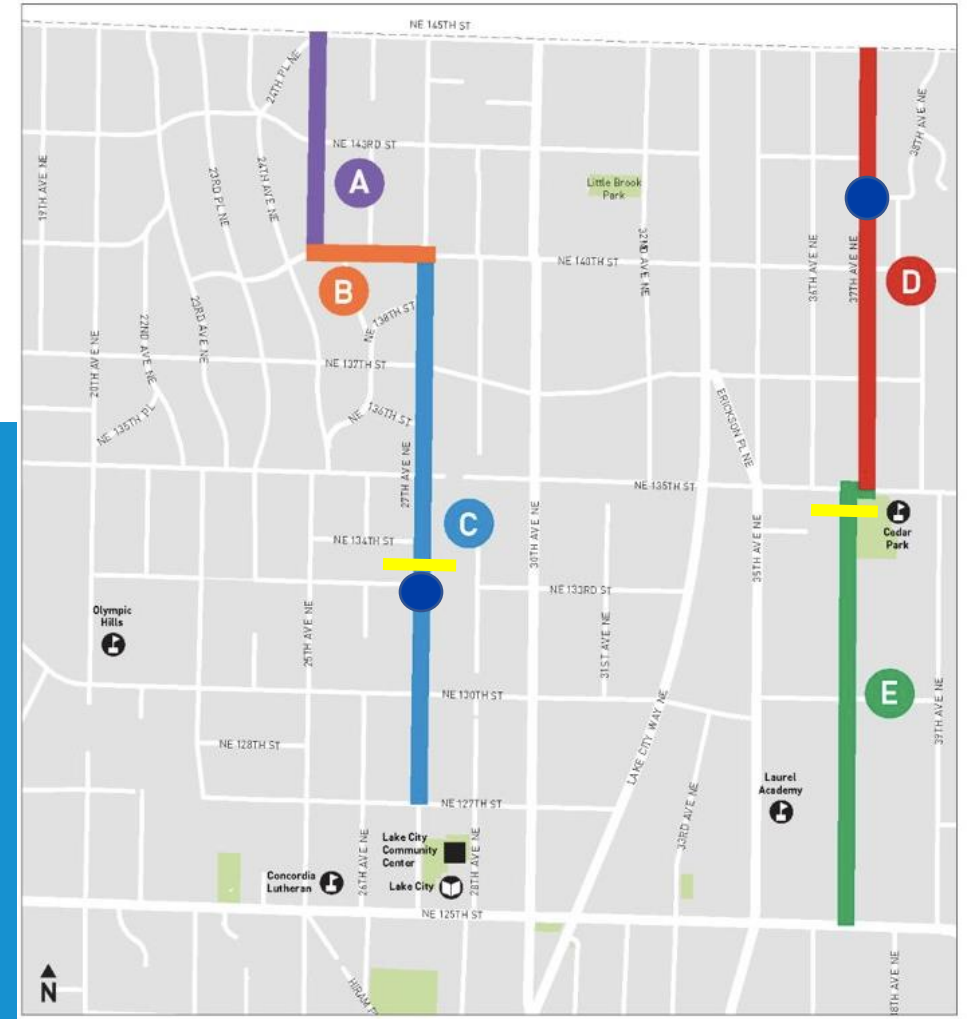 NE 145TH ST
24TH PL NE
38TH AVE NE
NE 143RD ST
19TH AVE NE
A
23RD PL NE
24TH AVE NE
Little Brook
Park
32ND AVE NE
NE 140TH ST
36TH AVE NE
37TH AVE NE
D
B
NE 138TH ST
23RD AVE NE
22ND AVE NE
20TH AVE NE
NE 137TH ST
NE 136TH ST
NE 135TH PL
ERICKSON PL NE
27TH AVE NE
NE 135TH ST
C
30TH AVE NE
35TH AVE NE
Cedar
Park
NE 134TH ST
NE 133RD ST
Olympic
Hills
25TH AVE NE
31ST AVE NE
NE 130TH ST
E
39TH AVE NE
NE 128TH ST
LAKE CITY WAY NE
Laurel
Academy
NE 127TH ST
33RD AVE NE
Lake City
Community
Center
26TH AVE NE
28TH AVE NE
Concordia
Lutheran
Lake City
NE 125TH ST
N
HIRAM P
38TH AVE NE